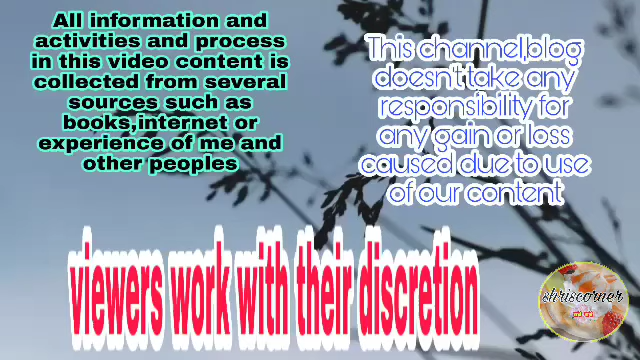 All information and
activities and process
in this video content is
collected from several
sources such as
books,internet or
experience of me and
other peoples
This channel,blog
doesn't take any
responsibility for
any gain or loss
caused due to use
of our content
viewers work with their discretion
shriscorner